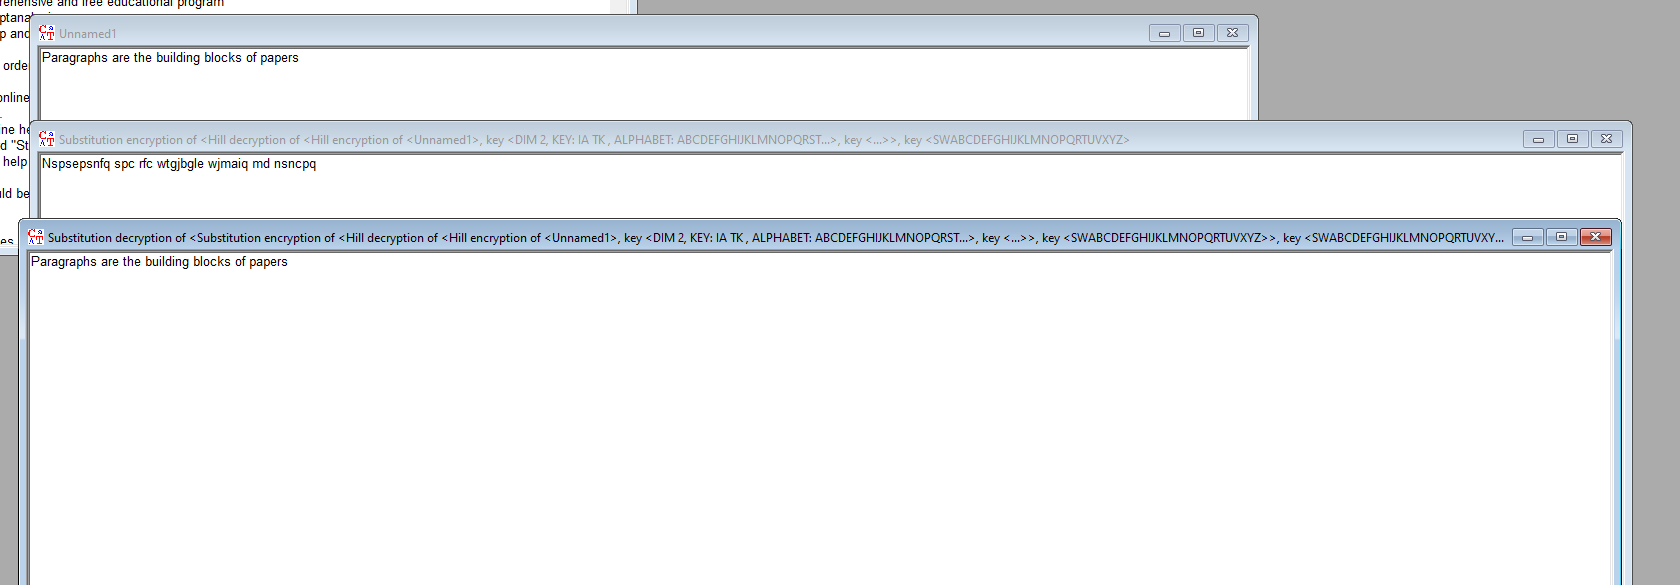 rehensive and free educational program
p and
orde
online
ine he
d "St
help
uld be
es
Unnamed1
Paragraphs are the building blocks of papers
Substitution encryption of <Hill decryption of <Hill encryption of <Unnamed1>, key <DIM 2, KEY: IA TK , ALPHABET: ABCDEFGHIJKLMNOPQRST...>, key <...>>, key <SWABCDEFGHIJKLMNOPQRTUVXYZ>
Nspsepsnfq spc rfc wtgjbgle wjmaiq md nsncpq
Substitution decryption of <Substitution encryption of <Hill decryption of <Hill encryption of <Unnamed1>, key <DIM 2, KEY: IA TK , ALPHABET: ABCDEFGHIJKLMNOPQRST...>, key <...>>, key <SWABCDEFGHIJKLMNOPQRTUVXYZ>>, key <SWABCDEFGHIJKLMNOPQRTUVXY...
Paragraphs are the building blocks of papers